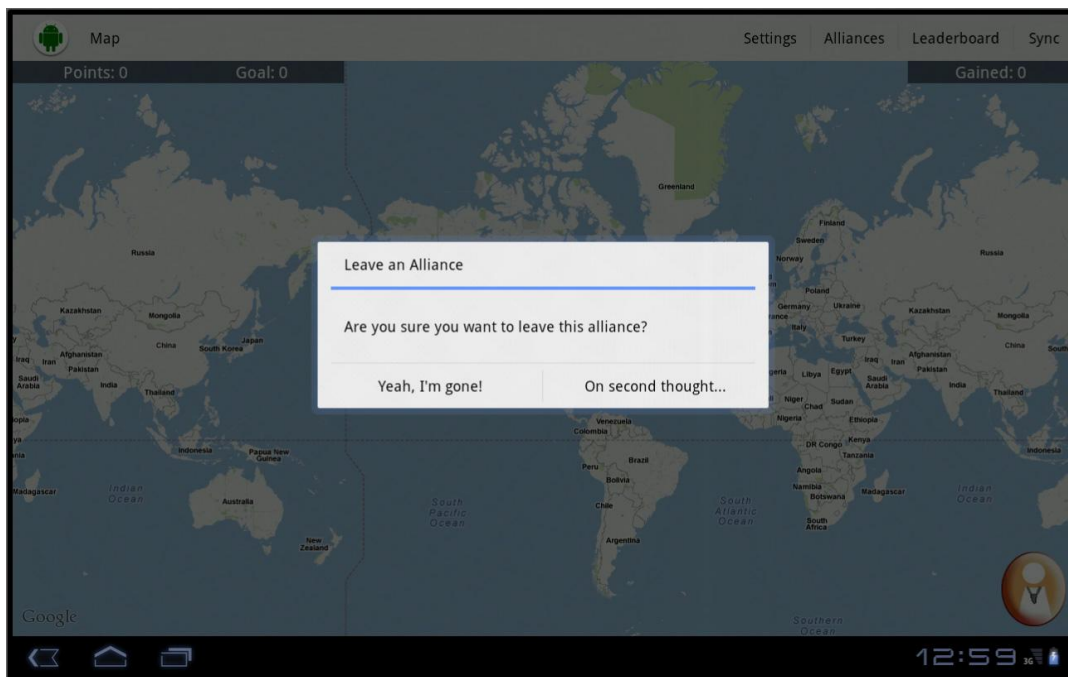 Map
Settings
Alliances
Leaderboard
Sync
Points: 0
Goal: 0
Gained: 0
Greenland
Finland
Sweden
Norway
Russia
Russia
Poland
Germany
Ukraine
Italy
Kazakhstan
Mongolia
Kazakhstan
Mongolia
Turkey
China
South Korea
Japan
China
Afghanistan
Iraq
Iran
Pakistan
Iraq
Iran
Afghanistan
Pakistan
Saudi
Arabia
India
Thailand
Libya
Egypt
Saudi
Arabia
India
Leave an Alliance
Are you sure you want to leave this alliance?
Yeah, I'm gone!
On second thought...
Niger
Chad
Sudan
Nigeria
Ethiopia
Venezuela
Colombia
DR Congo
Kenya
Tanzania
Indonesia
Papua New
Guinea
Peru
Brazil
Bolivia
Angola
Indonesia
Madagascar
Indian
Ocean
Australia
South
Pacific
Ocean
Chile
South
Atlantic
Ocean
Namibia
Botswana
Madagascar
South
Africa
Indian
Ocean
New
Zealand
Argentina
Google
Southern
Ocean
12:59
3G